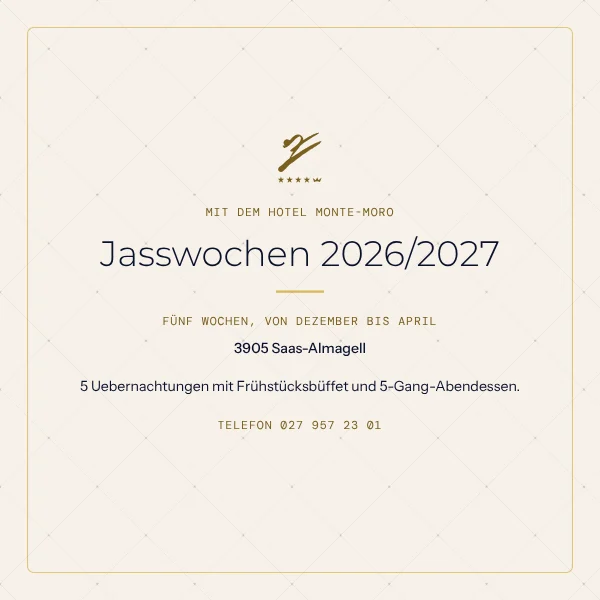 MIT DEM HOTEL MONTE-MORO
Jasswochen 2026/2027
FÜNF WOCHEN, VON DEZEMBER BIS APRIL
3905 Saas-Almagell
5 Uebernachtungen mit Frühstücksbüffet und 5-Gang-Abendessen.
TELEFON 027 957 23 01